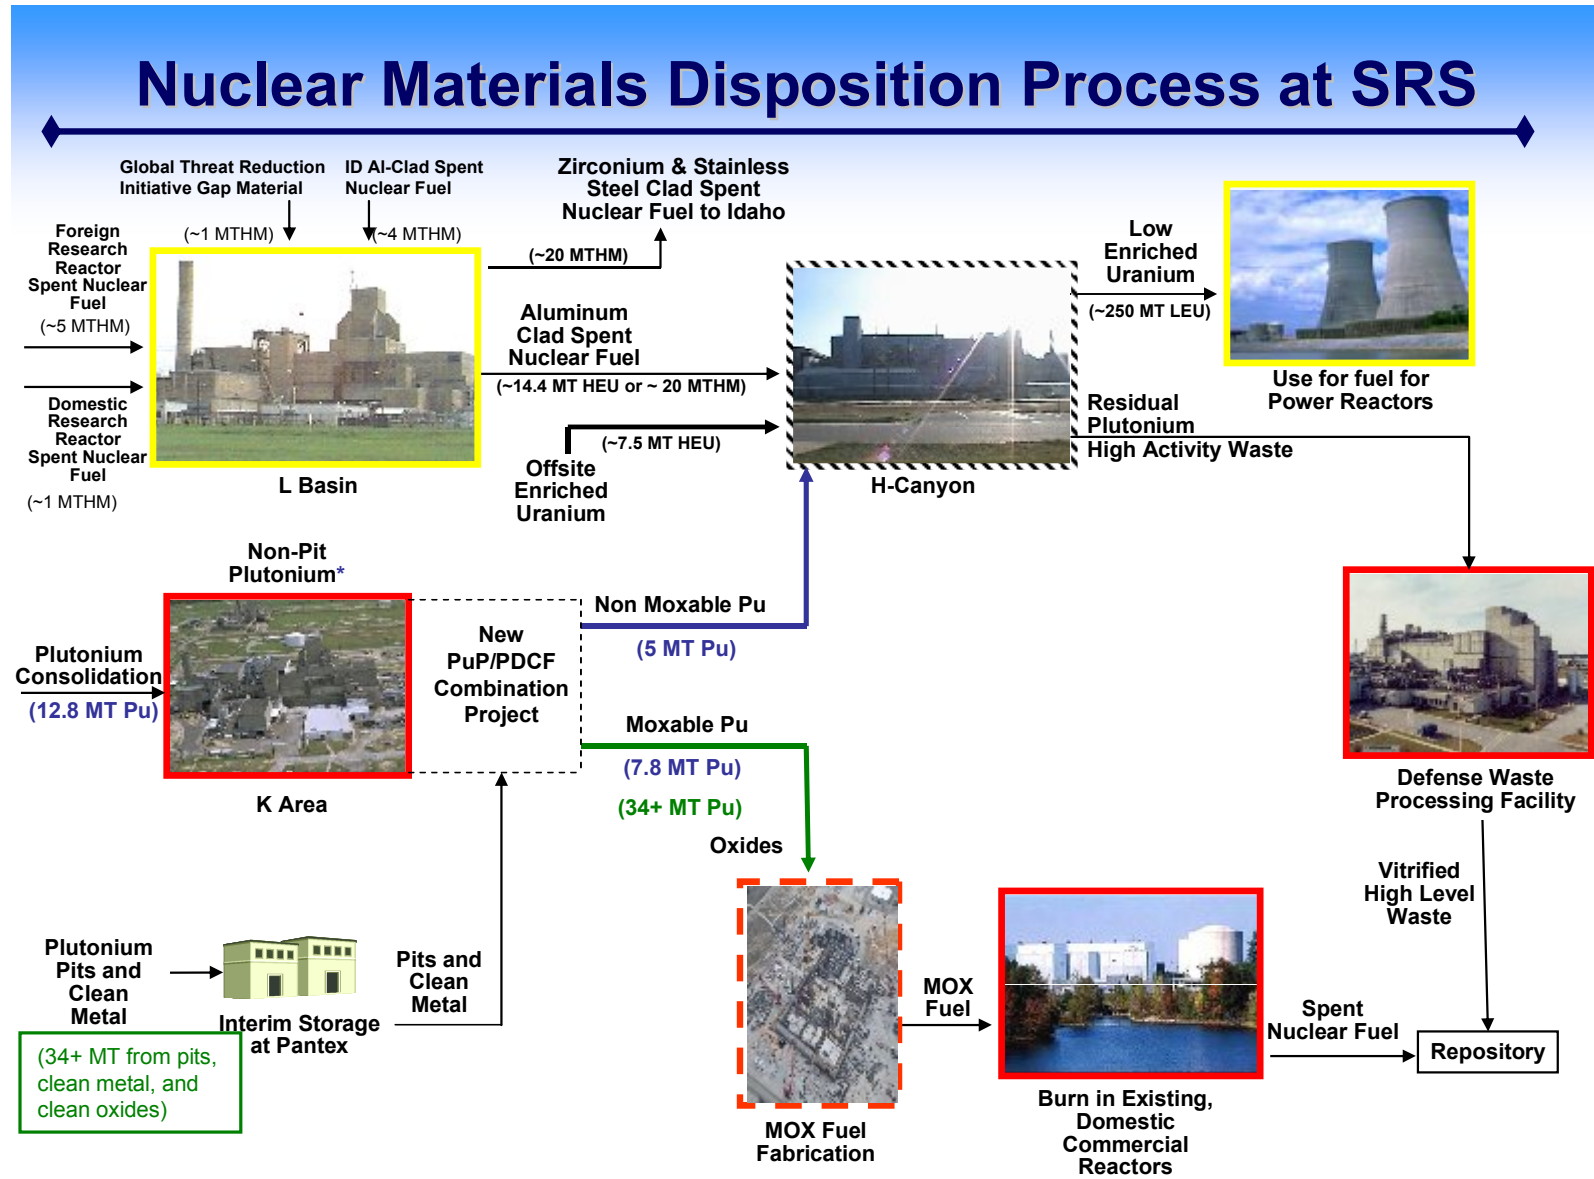 Nuclear Materials Disposition Process at SRS
Global Threat Reduction
Initiative Gap Material
(~1 MTHM)
ID Al-Clad Spent
Nuclear Fuel
(~4 MTHM)
Zirconium & Stainless
Steel Clad Spent
Nuclear Fuel to Idaho
(~20 MTHM)
Foreign
Research
Reactor
Spent Nuclear
Fuel
(~5 MTHM)
Domestic
Research
Reactor
Spent Nuclear
Fuel
(~1 MTHM)
L Basin
Aluminum
Clad Spent
Nuclear Fuel
(~14.4 MT HEU or ~ 20 MTHM)
(~7.5 MT HEU)
Offsite
Enriched
Uranium
H-Canyon
Low
Enriched
Uranium
(~250 MT LEU)
Use for fuel for
Power Reactors
Residual
Plutonium
High Activity Waste
Non-Pit
Plutonium*
Plutonium
Consolidation
(12.8 MT Pu)
K Area
New
PuP/PDCF
Combination
Project
Non Moxable Pu
(5 MT Pu)
Moxable Pu
(7.8 MT Pu)
(34+ MT Pu)
Oxides
Defense Waste
Processing Facility
Vitrified
High Level
Waste
Plutonium
Pits and
Clean
Metal
(34+ MT from pits,
clean metal, and
clean oxides)
Interim Storage
at Pantex
Pits and
Clean
Metal
MOX Fuel
Fabrication
MOX
Fuel
Burn in Existing,
Domestic
Commercial
Reactors
Spent
Nuclear Fuel
Repository